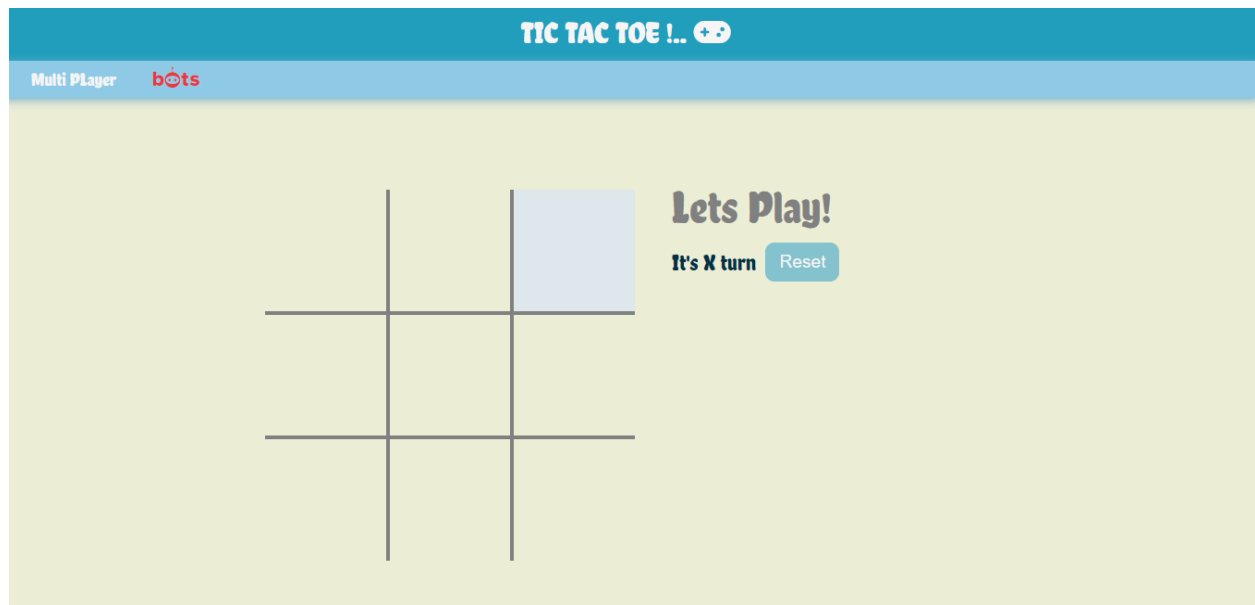 TIC TAC TOE !..
Multi PLayer bots
Lets Play!
It's X turn Reset